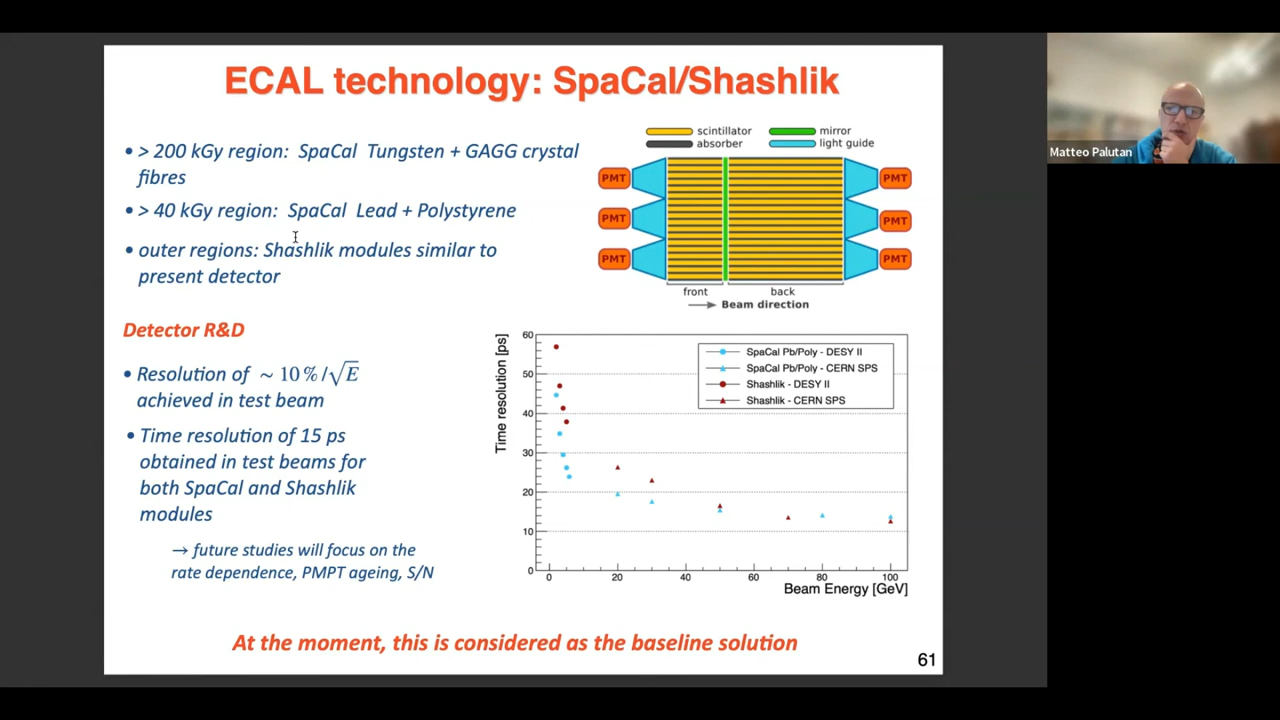 ECAL technology: SpaCal/Shashlik
• > 200 kGy region: SpaCal Tungsten + GAGG crystal
fibres
• > 40 kGy region: SpaCal Lead + Polystyrene
• outer regions: Shashlik modules similar to
present detector
Detector R&D
• Resolution of ~ 10 % /√E
achieved in test beam
• Time resolution of 15 ps
obtained in test beams for
both SpaCal and Shashlik
modules
→ future studies will focus on the
rate dependence, PMPT ageing, S/N
scintillator
mirror
absorber
light guide
PMT
PMT
PMT
PMT
PMT
PMT
front
back
Beam direction
Time resolution [ps]
60
50
40
30
20
10
0
SpaCal Pb/Poly - DESY II
SpaCal Pb/Poly - CERN SPS
Shashlik - DESY II
Shashlik - CERN SPS
0 20 40 60 80 100
Beam Energy [GeV]
At the moment, this is considered as the baseline solution
61
Matteo Palutan